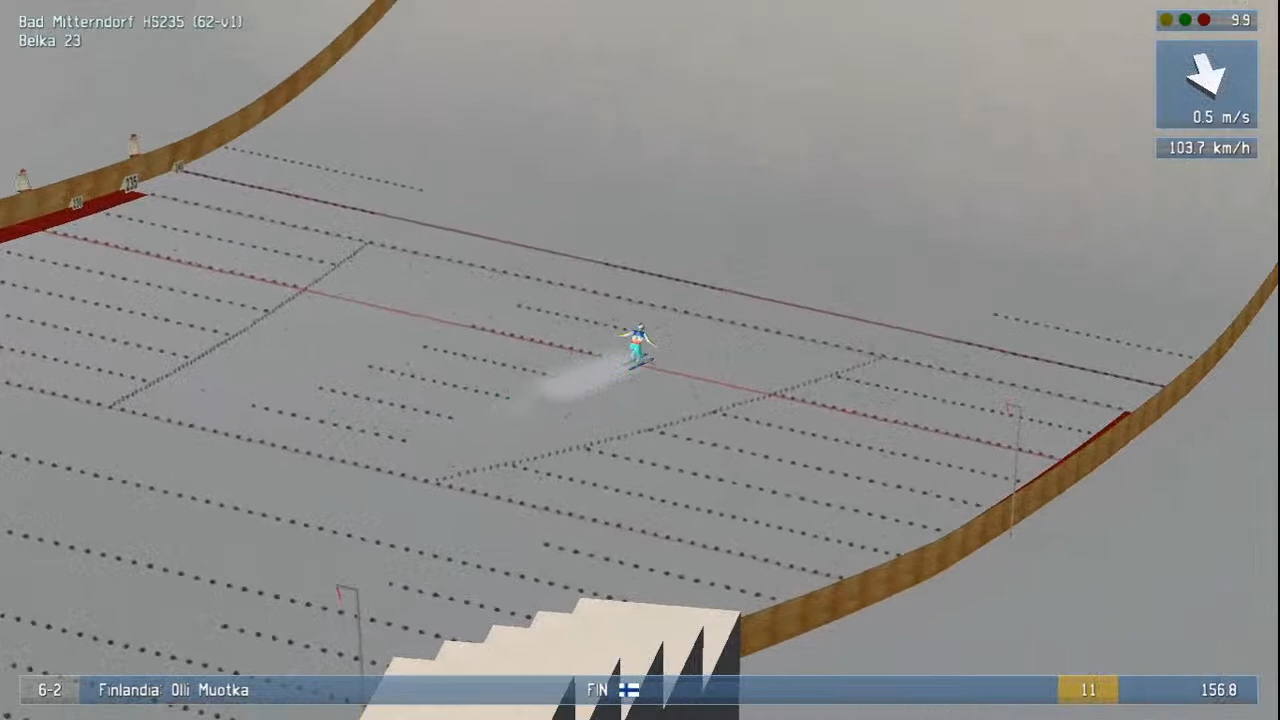 Bad Mitterndorf HS235 (62-v1)
Belka 23
9.9
0.5 m/s
103.7 km/h
235
6-2 Finlandia: Olli Muotka FIN 11 156.8